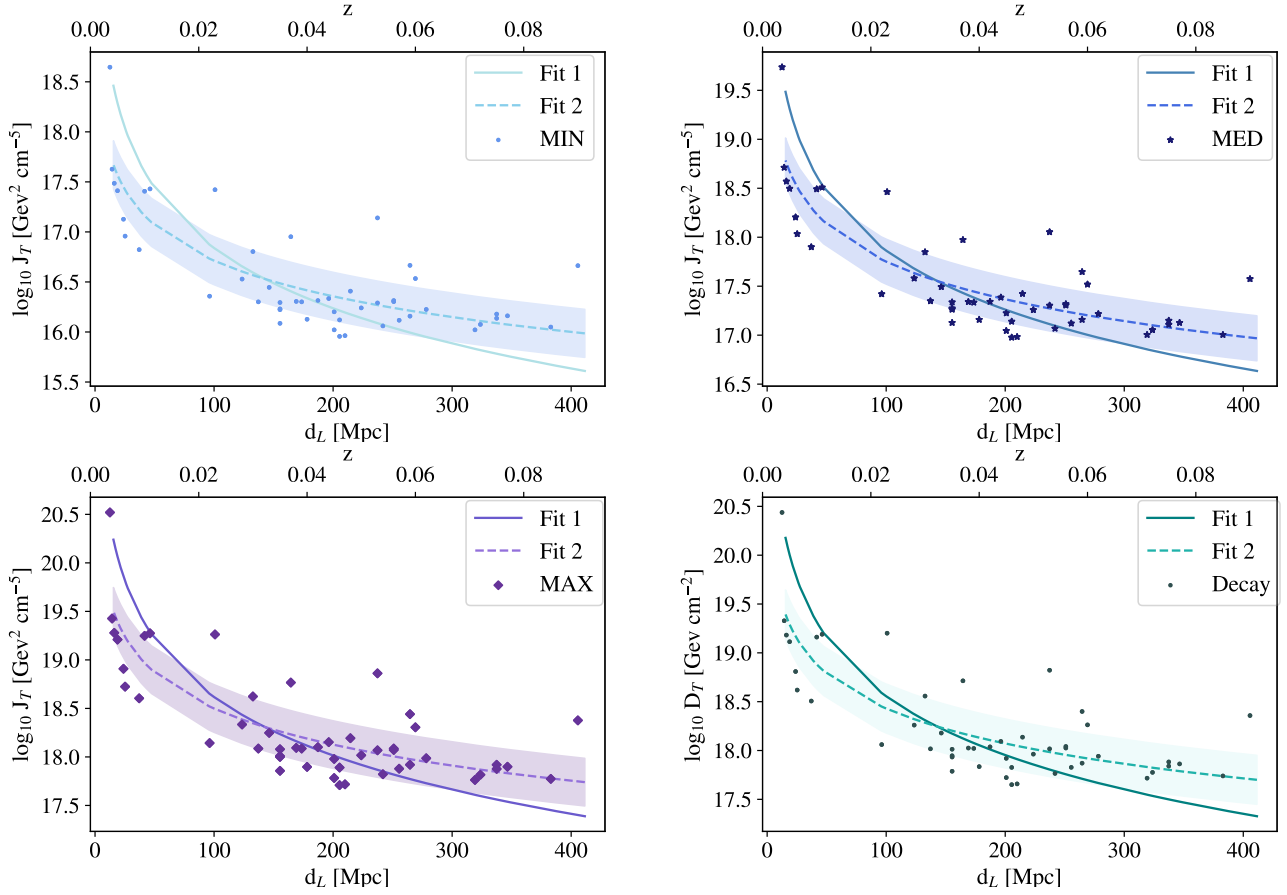 z
0.00 0.02 0.04 0.06 0.08
18.5
18.0
17.5
17.0
16.5
16.0
15.5
log10 JT [Gev2 cm−5]
Fit 1
Fit 2
MIN
0 100 200 300 400
dL [Mpc]
z
0.00 0.02 0.04 0.06 0.08
19.5
19.0
18.5
18.0
17.5
17.0
16.5
log10 JT [Gev2 cm−5]
Fit 1
Fit 2
MED
0 100 200 300 400
dL [Mpc]
z
0.00 0.02 0.04 0.06 0.08
20.5
20.0
19.5
19.0
18.5
18.0
17.5
log10 JT [Gev2 cm−5]
Fit 1
Fit 2
MAX
0 100 200 300 400
dL [Mpc]
z
0.00 0.02 0.04 0.06 0.08
20.5
20.0
19.5
19.0
18.5
18.0
17.5
log10 DT [Gev cm−2]
Fit 1
Fit 2
Decay
0 100 200 300 400
dL [Mpc]